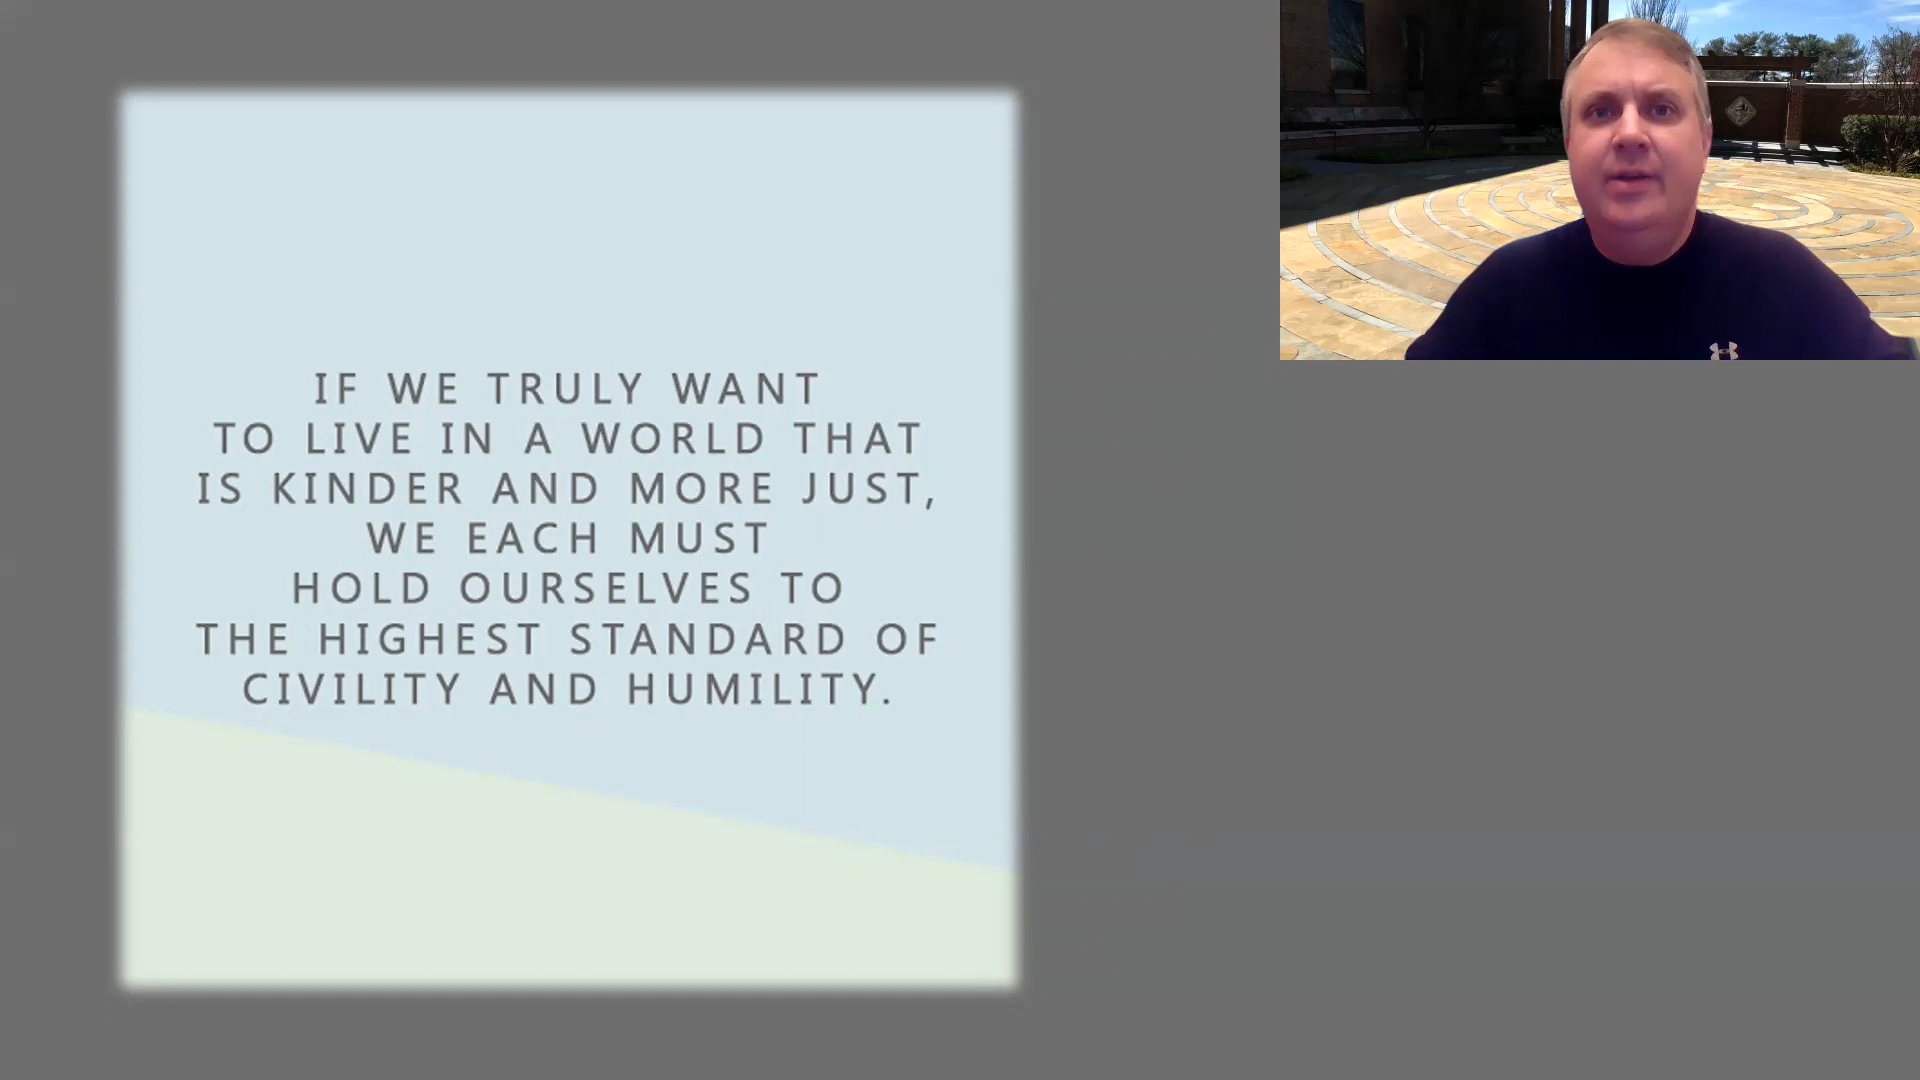 IF WE TRULY WANT
TO LIVE IN A WORLD THAT
IS KINDER AND MORE JUST,
WE EACH MUST
HOLD OURSELVES TO
THE HIGHEST STANDARD OF
CIVILITY AND HUMILITY.